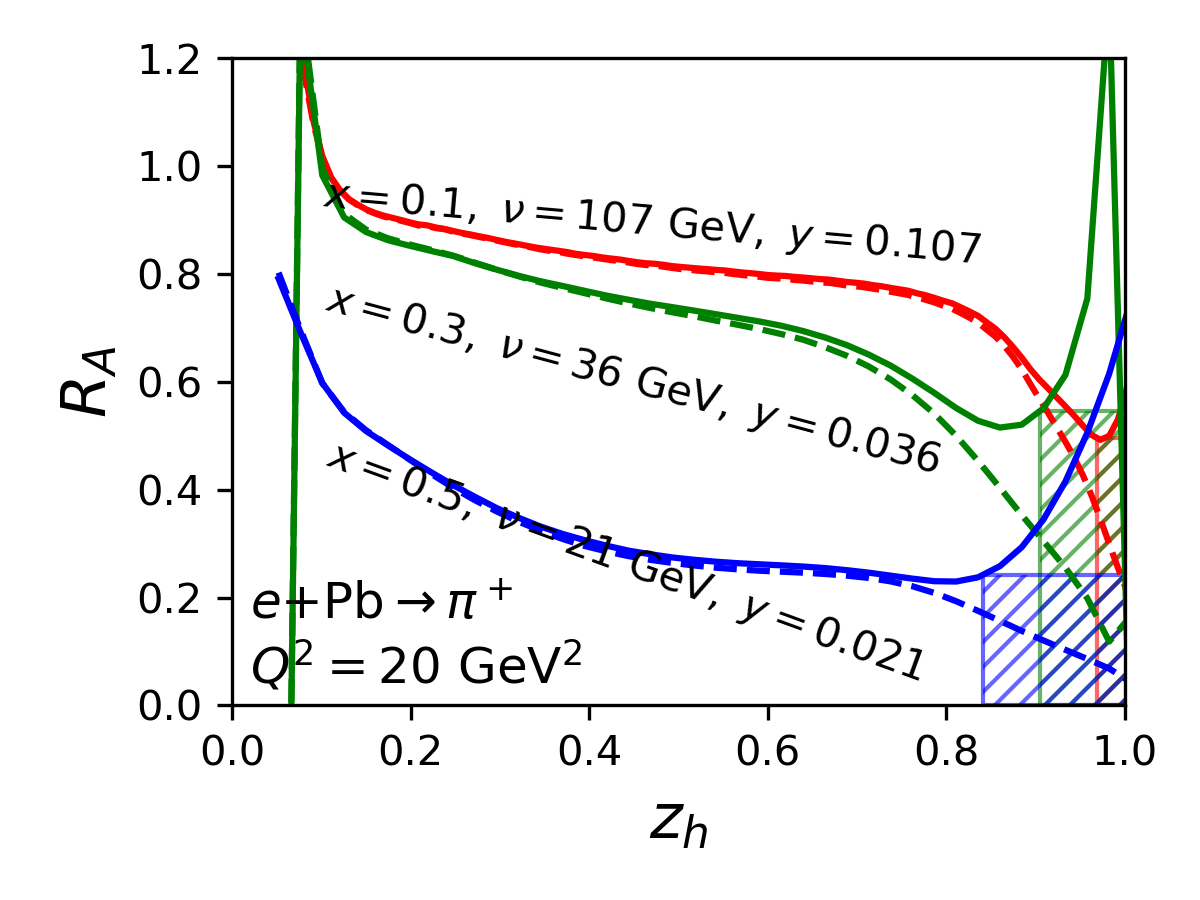 1.2
1.0
0.8
0.6
0.4
0.2
0.0
R_A
x = 0.1, ν = 107 GeV, y = 0.107
x = 0.3, ν = 36 GeV, y = 0.036
x = 0.5, ν = 21 GeV, y = 0.021
e+Pb → π⁺
Q² = 20 GeV²
0.0 0.2 0.4 0.6 0.8 1.0
z_h